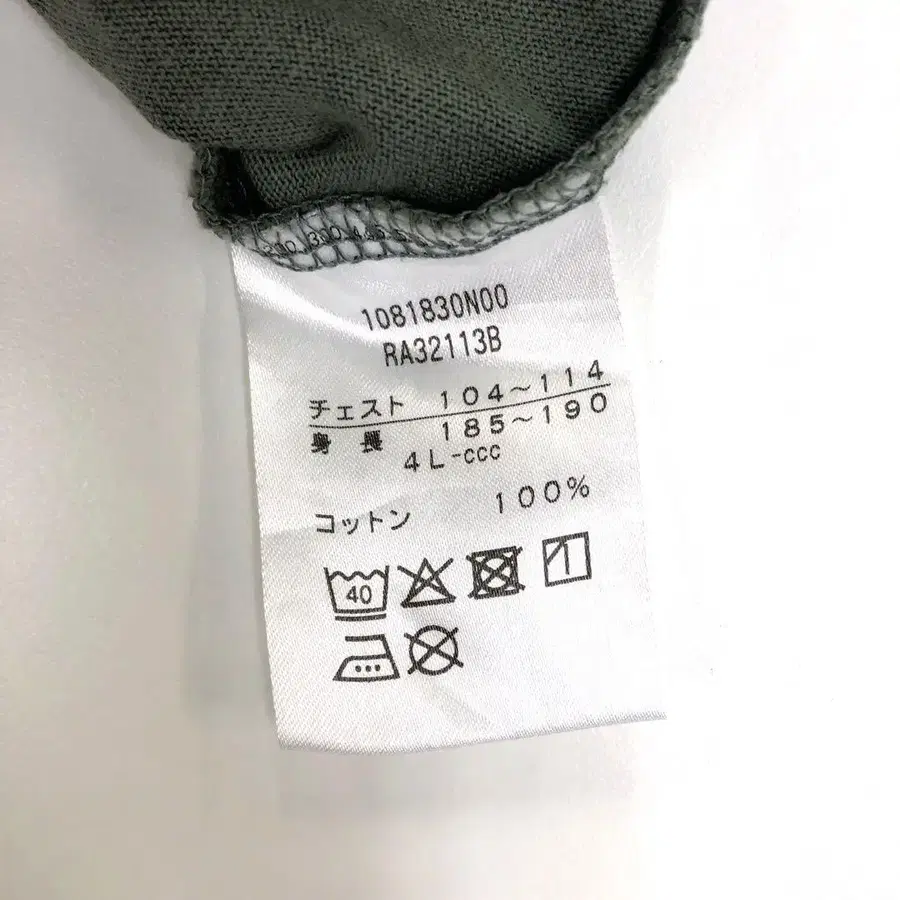 1081830N00
RA32113B
チェスト 104~114
身長 185~190
4L-ccc
コットン 100%
40